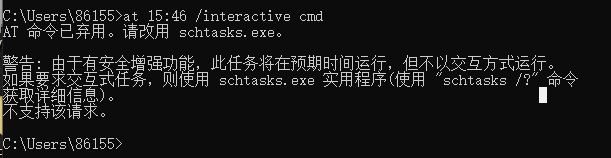 C:\Users\86155>at 15:46 /interactive cmd
AT 命令已弃用。请改用 schtasks.exe。
警告: 由于有安全增强功能，此任务将在预期时间运行，但不以交互方式运行。
如果要求交互式任务，则使用 schtasks.exe 实用程序(使用 "schtasks /?" 命令
获取详细信息)。
不支持该请求。
C:\Users\86155>